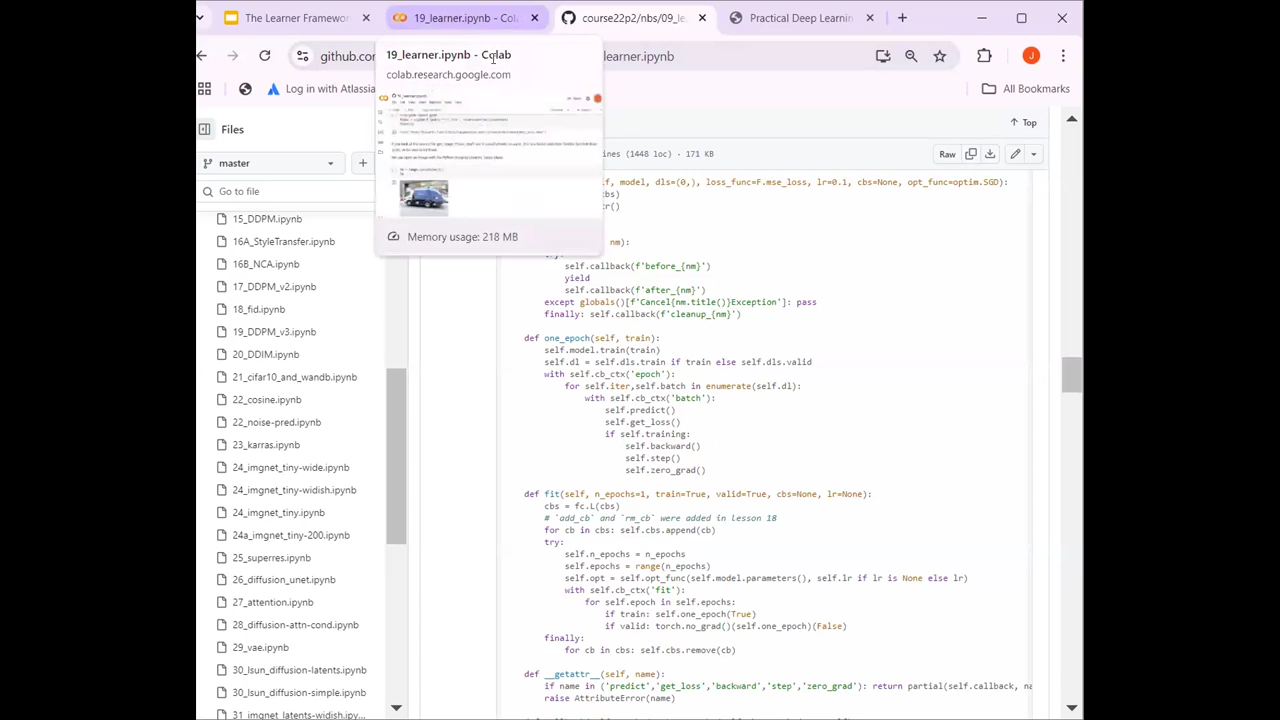 The Learner Framew
19_learner.ipynb - Cola
course22p2/nbs/09_le
Practical Deep Learnin
github.com
earner.ipynb
J
19_learner.ipynb - Colab
colab.research.google.com
Memory usage: 218 MB
Log in with Atlassia
All Bookmarks
Files
Top
master
lines (1448 loc) · 171 KB
Raw
Go to file
15_DDPM.ipynb
16A_StyleTransfer.ipynb
16B_NCA.ipynb
17_DDPM_v2.ipynb
18_fid.ipynb
19_DDPM_v3.ipynb
20_DDIM.ipynb
21_cifar10_and_wandb.ipynb
22_cosine.ipynb
22_noise-pred.ipynb
23_karras.ipynb
24_imgnet_tiny-wide.ipynb
24_imgnet_tiny-widish.ipynb
24_imgnet_tiny.ipynb
24a_imgnet_tiny-200.ipynb
25_superres.ipynb
26_diffusion_unet.ipynb
27_attention.ipynb
28_diffusion-attn-cond.ipynb
29_vae.ipynb
30_lsun_diffusion-latents.ipynb
30_lsun_diffusion-simple.ipynb
31_imgnet_latents-widish.ipy...
f, model, dls=(0,), loss_func=F.mse_loss, lr=0.1, cbs=None, opt_func=optim.SGD):
bs)
r()
nm):
try:
self.callback(f'before_{nm}')
yield
self.callback(f'after_{nm}')
except globals()[f'Cancel{nm.title()}Exception']: pass
finally: self.callback(f'cleanup_{nm}')
def one_epoch(self, train):
self.model.train(train)
self.dl = self.dls.train if train else self.dls.valid
with self.cb_ctx('epoch'):
for self.iter,self.batch in enumerate(self.dl):
with self.cb_ctx('batch'):
self.predict()
self.get_loss()
if self.training:
self.backward()
self.step()
self.zero_grad()
def fit(self, n_epochs=1, train=True, valid=True, cbs=None, lr=None):
cbs = fc.L(cbs)
# `add_cb` and `rm_cb` were added in lesson 18
for cb in cbs: self.cbs.append(cb)
try:
self.n_epochs = n_epochs
self.epochs = range(n_epochs)
self.opt = self.opt_func(self.model.parameters(), self.lr if lr is None else lr)
with self.cb_ctx('fit'):
for self.epoch in self.epochs:
if train: self.one_epoch(True)
if valid: torch.no_grad()(self.one_epoch)(False)
finally:
for cb in cbs: self.cbs.remove(cb)
def __getattr__(self, name):
if name in ('predict','get_loss','backward','step','zero_grad'): return partial(self.callback, na
raise AttributeError(name)